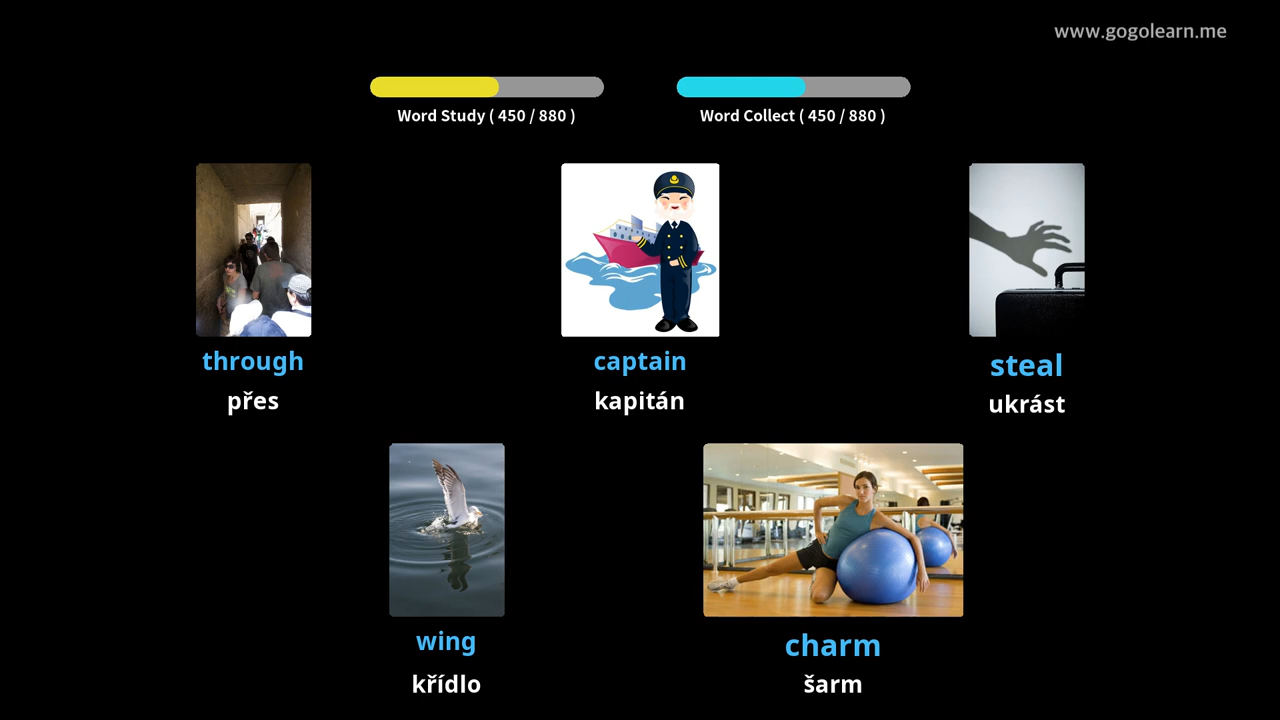 www.gogolearn.me
Word Study ( 450 / 880 )
Word Collect ( 450 / 880 )
through
přes
captain
kapitán
steal
ukrást
wing
křídlo
charm
šarm